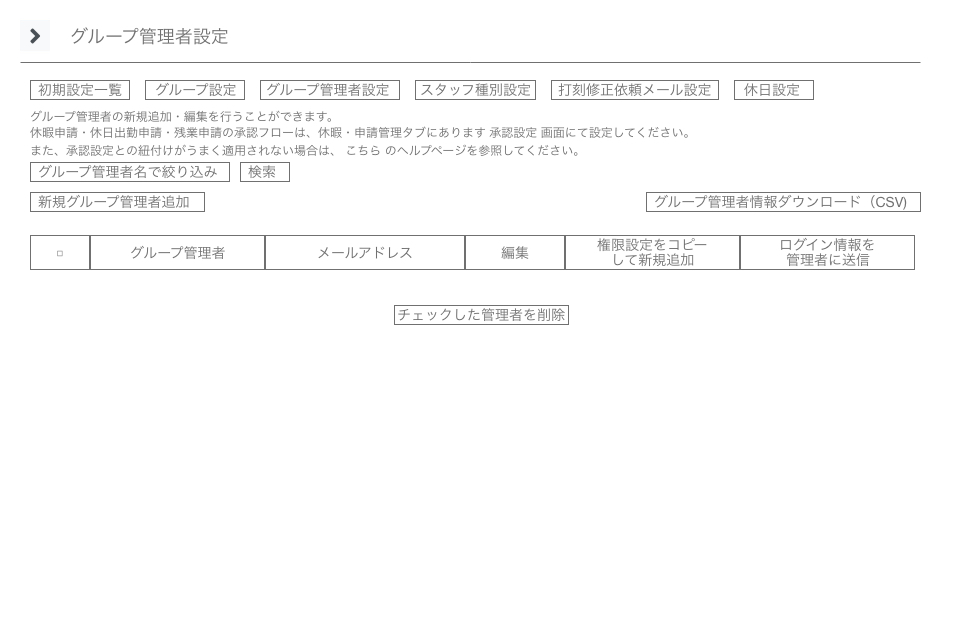 グループ管理者設定
初期設定一覧 グループ設定 グループ管理者設定 スタッフ種別設定 打刻修正依頼メール設定 休日設定
グループ管理者の新規追加・編集を行うことができます。
休暇申請・休日出勤申請・残業申請の承認フローは、休暇・申請管理タブにあります 承認設定 画面にて設定してください。
また、承認設定との紐付けがうまく適用されない場合は、 こちら のヘルプページを参照してください。
グループ管理者名で絞り込み 検索
新規グループ管理者追加 グループ管理者情報ダウンロード（CSV)
グループ管理者 メールアドレス 編集 権限設定をコピー ログイン情報を
して新規追加 管理者に送信
チェックした管理者を削除